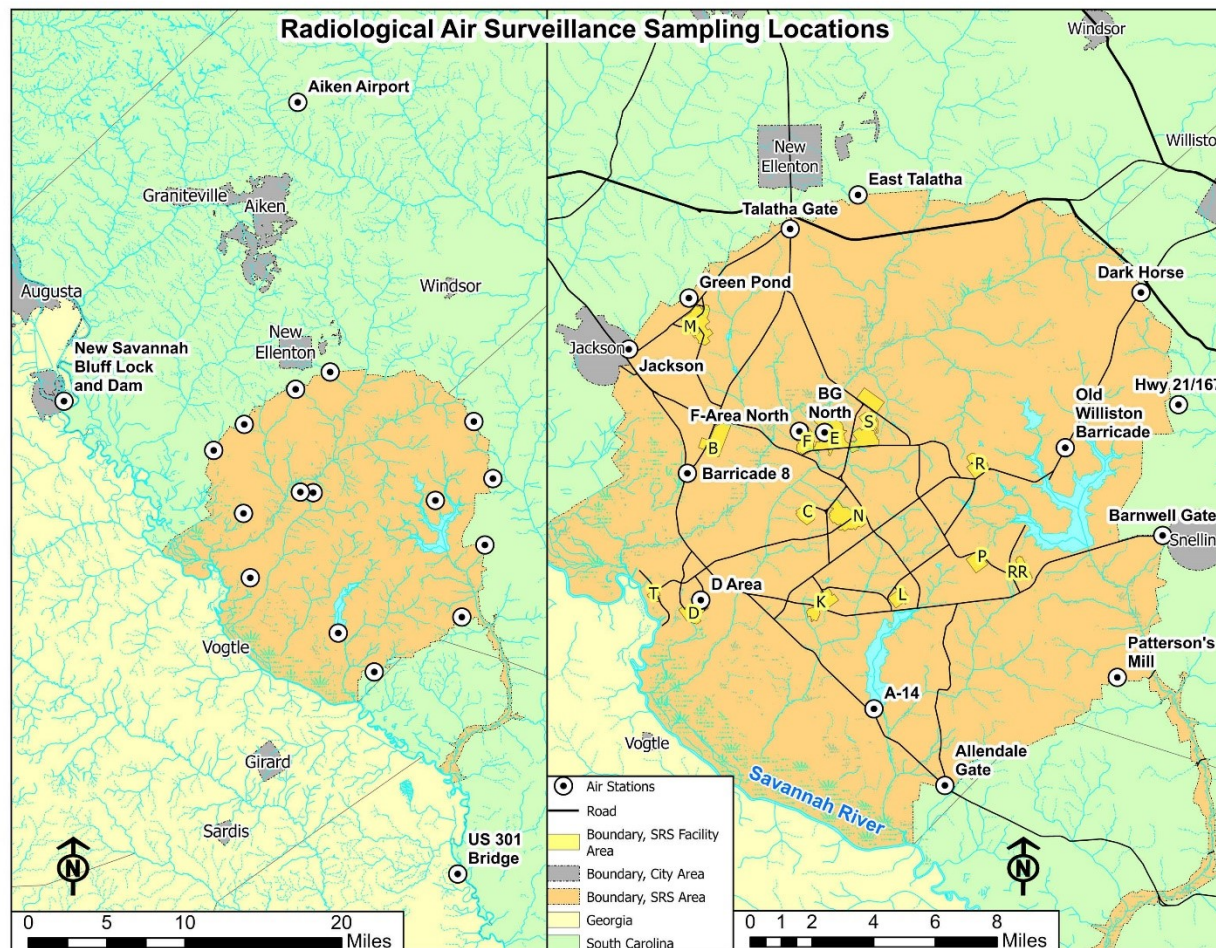 Radiological Air Surveillance Sampling Locations
Aiken Airport
Graniteville
Aiken
Windsor
Augusta
New
Ellenton
New Savannah
Bluff Lock
and Dam
Vogtle
Girard
Sardis
US 301
Bridge
N
0 5 10 20
Miles
Windsor
New
Ellenton
Williston
East Talatha
Talatha Gate
Green Pond
Dark Horse
M
Jackson
Jackson
Hwy 21/167
BG
North
F-Area North
Old
Williston
Barricade
S
F
E
B
R
Barricade 8
C
N
Barnwell Gate
Snellin
P
RR
T
D Area
D
K
L
Patterson's
Mill
A-14
Vogtle
Allendale
Gate
Savannah River
Air Stations
Road
Boundary, SRS Facility
Area
Boundary, City Area
Boundary, SRS Area
Georgia
South Carolina
N
0 1 2 4 6 8
Miles